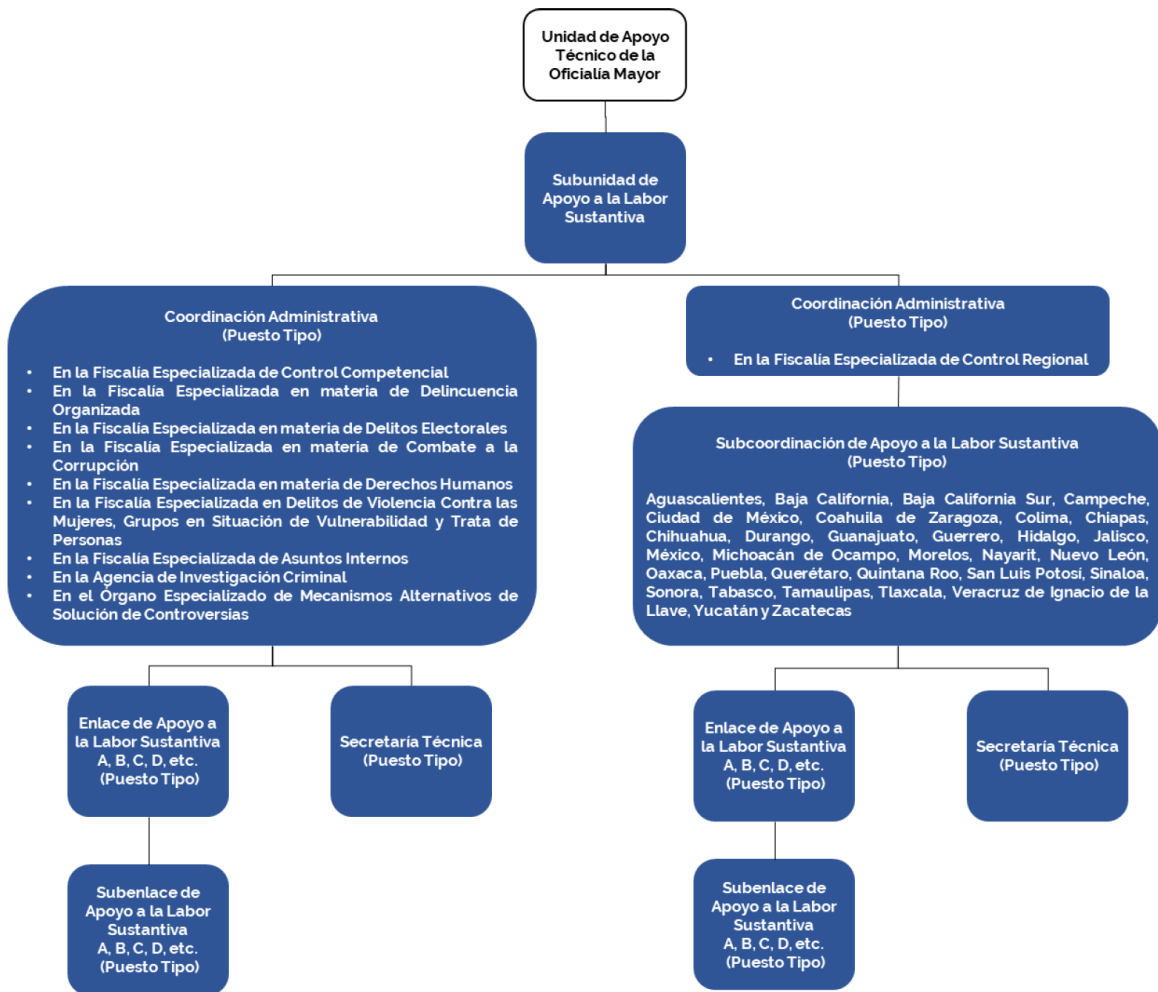 Unidad de Apoyo
Técnico de la
Oficialía Mayor
Subunidad de
Apoyo a la Labor
Sustantiva
Coordinación Administrativa
(Puesto Tipo)
• En la Fiscalía Especializada de Control Competencial
• En la Fiscalía Especializada en materia de Delincuencia
Organizada
• En la Fiscalía Especializada en materia de Delitos Electorales
• En la Fiscalía Especializada en materia de Combate a la
Corrupción
• En la Fiscalía Especializada en materia de Derechos Humanos
• En la Fiscalía Especializada en Delitos de Violencia Contra las
Mujeres, Grupos en Situación de Vulnerabilidad y Trata de
Personas
• En la Fiscalía Especializada de Asuntos Internos
• En la Agencia de Investigación Criminal
• En el Órgano Especializado de Mecanismos Alternativos de
Solución de Controversias
Coordinación Administrativa
(Puesto Tipo)
• En la Fiscalía Especializada de Control Regional
Subcoordinación de Apoyo a la Labor Sustantiva
(Puesto Tipo)
Aguascalientes, Baja California, Baja California Sur, Campeche,
Ciudad de México, Coahuila de Zaragoza, Colima, Chiapas,
Chihuahua, Durango, Guanajuato, Guerrero, Hidalgo, Jalisco,
México, Michoacán de Ocampo, Morelos, Nayarit, Nuevo León,
Oaxaca, Puebla, Querétaro, Quintana Roo, San Luis Potosí, Sinaloa,
Sonora, Tabasco, Tamaulipas, Tlaxcala, Veracruz de Ignacio de la
Llave, Yucatán y Zacatecas
Enlace de Apoyo a
la Labor Sustantiva
A, B, C, D, etc.
(Puesto Tipo)
Secretaría Técnica
(Puesto Tipo)
Enlace de Apoyo a
la Labor Sustantiva
A, B, C, D, etc.
(Puesto Tipo)
Secretaría Técnica
(Puesto Tipo)
Subenlace de
Apoyo a la Labor
Sustantiva
A, B, C, D, etc.
(Puesto Tipo)
Subenlace de
Apoyo a la Labor
Sustantiva
A, B, C, D, etc.
(Puesto Tipo)